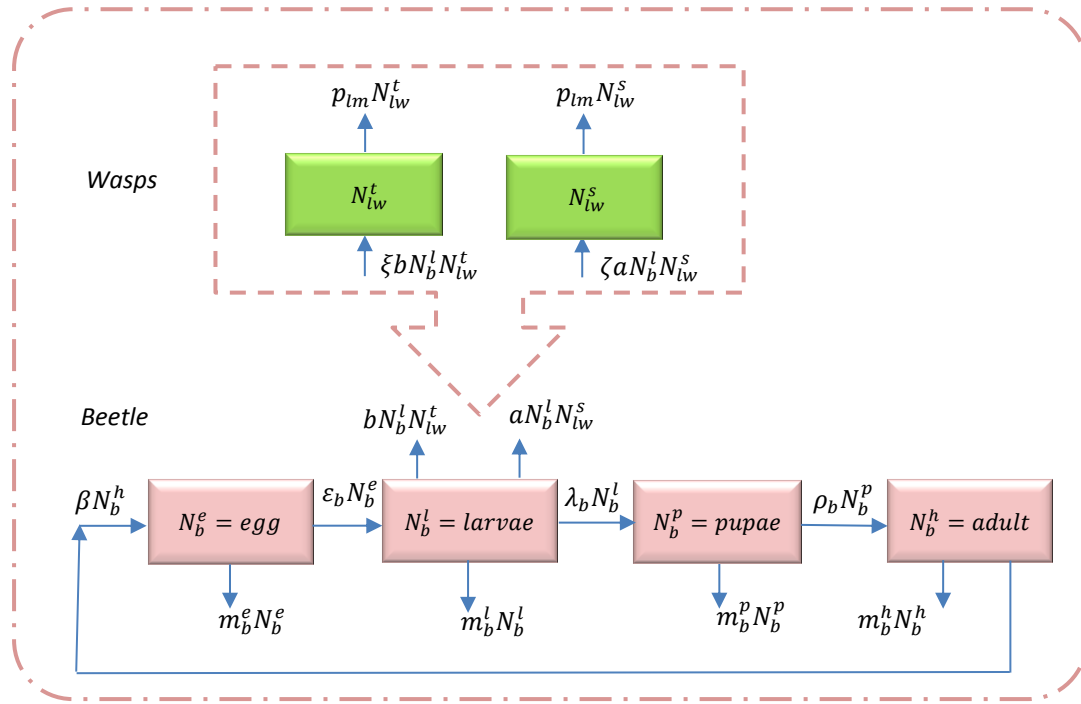 p_{lm}N_{lw}^{t} p_{lm}N_{lw}^{s}
Wasps
N_{lw}^{t} N_{lw}^{s}
ξbN_{b}^{l}N_{lw}^{t} ζaN_{b}^{l}N_{lw}^{s}
Beetle
bN_{b}^{l}N_{lw}^{t} aN_{b}^{l}N_{lw}^{s}
βN_{b}^{h} ε_{b}N_{b}^{e} λ_{b}N_{b}^{l} ρ_{b}N_{b}^{p}
N_{b}^{e} = egg N_{b}^{l} = larvae N_{b}^{p} = pupae N_{b}^{h} = adult
m_{b}^{e}N_{b}^{e} m_{b}^{l}N_{b}^{l} m_{b}^{p}N_{b}^{p} m_{b}^{h}N_{b}^{h}